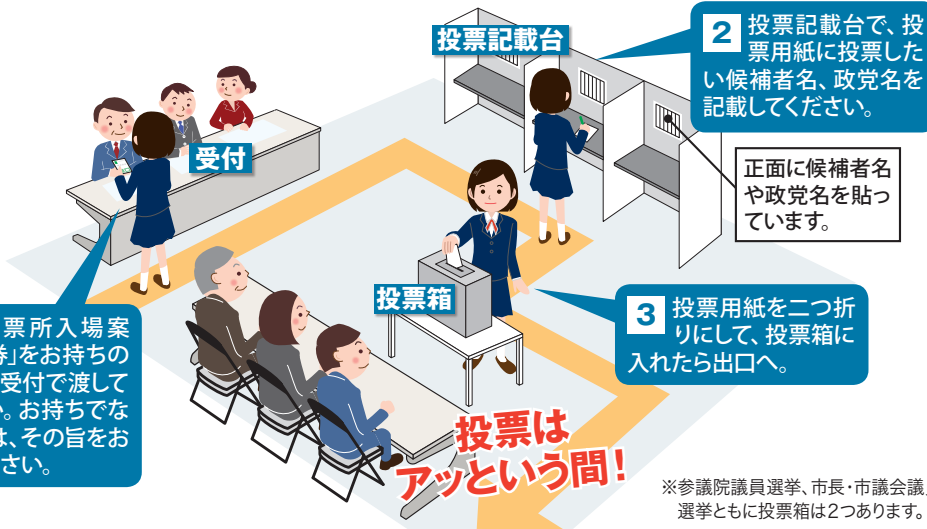 投票記載台
2 投票記載台で、投
票用紙に投票した
い候補者名、政党名を
記載してください。
受付
正面に候補者名
や政党名を貼っ
ています。
投票箱
3 投票用紙を二つ折
りにして、投票箱に
入れたら出口へ。
票所入場案
券」をお持ちの
受付で渡して
。お持ちでな
、その旨をお
さい。
投票は
アッという間!
※参議院議員選挙、市長・市議会議
選挙ともに投票箱は2つあります。